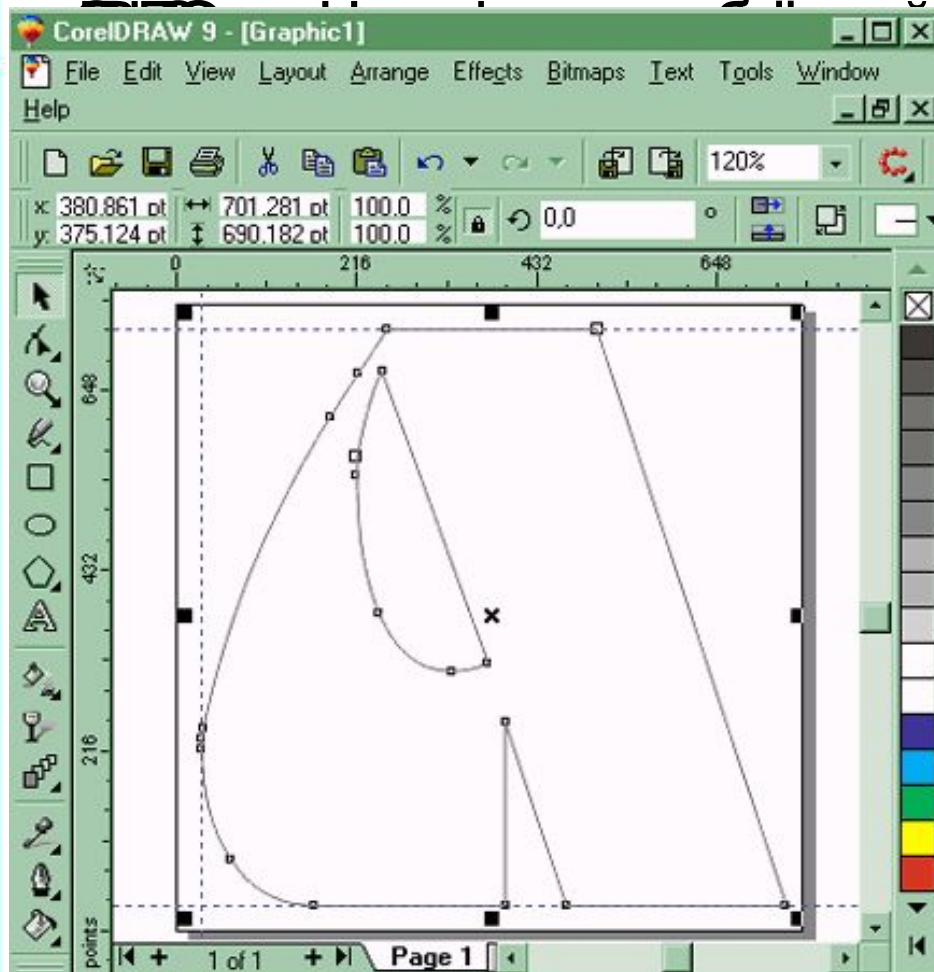 CorelDRAW 9 - [Graphic1]
File Edit View Layout Arrange Effects Bitmaps Text Tools Window
Help
120%
x: 380.861 pt 701.281 pt 100.0 %
y: 375.124 pt 690.182 pt 100.0 %
0,0 °
0 216 432 648
648
432
216
points
1 of 1 Page 1